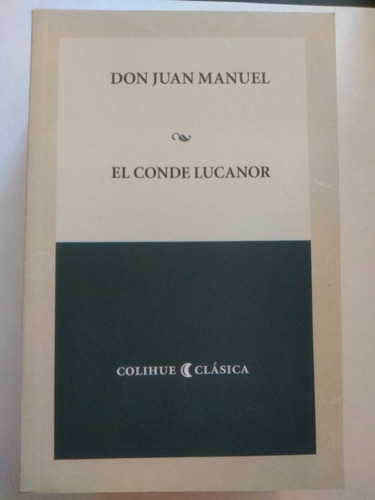 DON JUAN MANUEL
EL CONDE LUCANOR
COLIHUE CLÁSICA